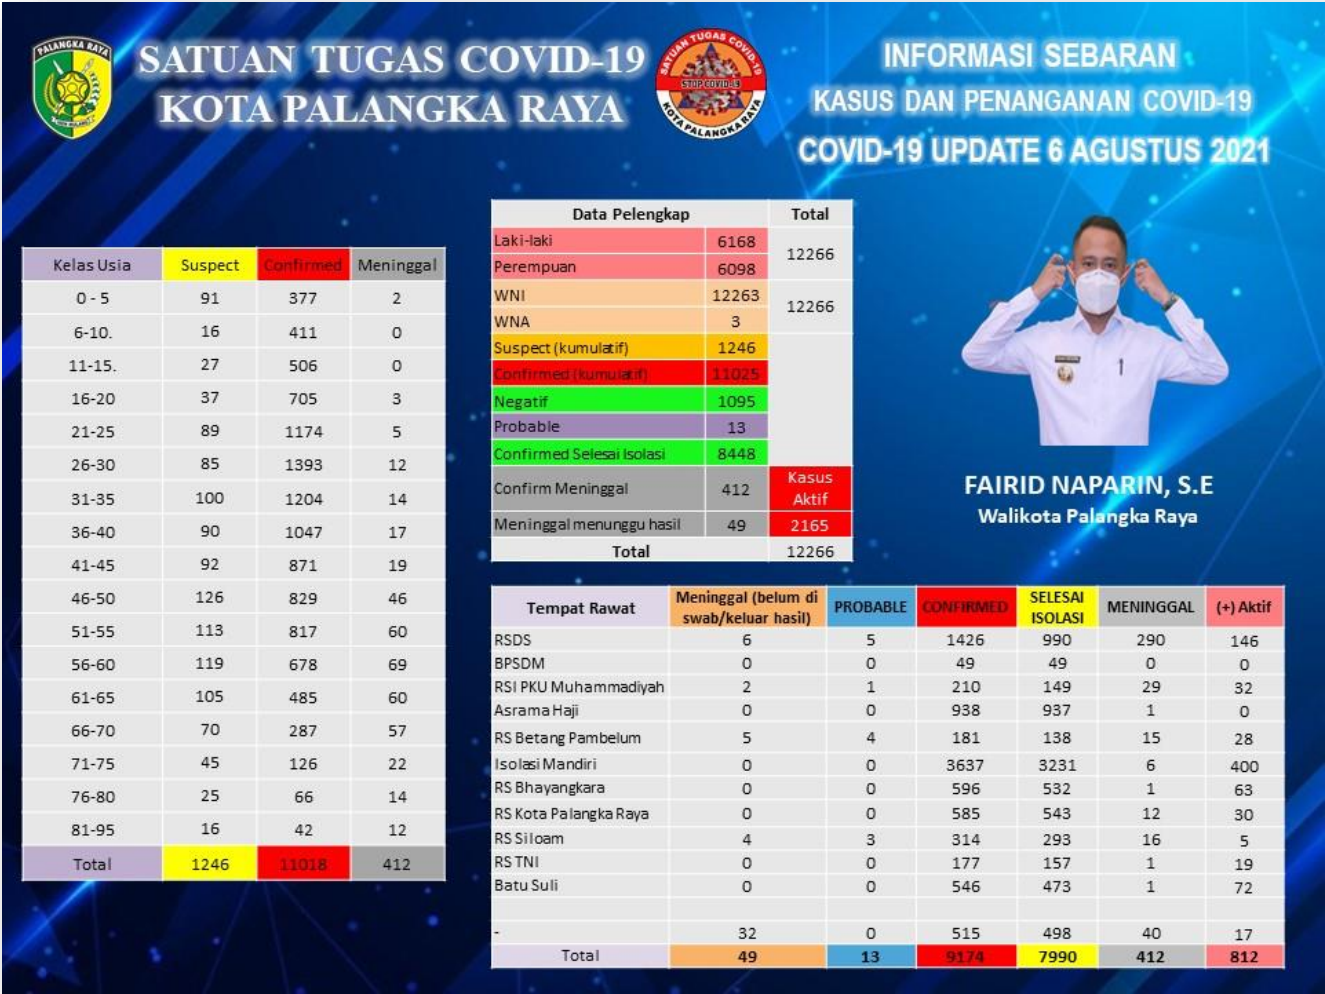 PALANGKA RAYA
SATUAN TUGAS COVID-19
KOTA PALANGKA RAYA
SATUAN TUGAS COVID-19
STOP COVID-19
KOTA PALANGKA RAYA
INFORMASI SEBARAN
KASUS DAN PENANGANAN COVID-19
COVID-19 UPDATE 6 AGUSTUS 2021
Kelas Usia Suspect Confirmed Meninggal
0 - 5 91 377 2
6-10. 16 411 0
11-15. 27 506 0
16-20 37 705 3
21-25 89 1174 5
26-30 85 1393 12
31-35 100 1204 14
36-40 90 1047 17
41-45 92 871 19
46-50 126 829 46
51-55 113 817 60
56-60 119 678 69
61-65 105 485 60
66-70 70 287 57
71-75 45 126 22
76-80 25 66 14
81-95 16 42 12
Total 1246 11018 412
Data Pelengkap Total
Laki-laki 6168 12266
Perempuan 6098
WNI 12263 12266
WNA 3
Suspect (kumulatif) 1246
Confirmed (kumulatif) 11025
Negatif 1095
Probable 13
Confirmed Selesai Isolasi 8448
Confirm Meninggal 412 Kasus Aktif
Meninggal menunggu hasil 49 2165
Total 12266
FAIRID NAPARIN, S.E
Walikota Palangka Raya
Tempat Rawat Meninggal (belum di swab/keluar hasil) PROBABLE CONFIRMED SELESAI ISOLASI MENINGGAL (+) Aktif
RSDS 6 5 1426 990 290 146
BPSDM 0 0 49 49 0 0
RSI PKU Muhammadiyah 2 1 210 149 29 32
Asrama Haji 0 0 938 937 1 0
RS Betang Pambelum 5 4 181 138 15 28
Isolasi Mandiri 0 0 3637 3231 6 400
RS Bhayangkara 0 0 596 532 1 63
RS Kota Palangka Raya 0 0 585 543 12 30
RS Siloam 4 3 314 293 16 5
RS TNI 0 0 177 157 1 19
Batu Suli 0 0 546 473 1 72
- 32 0 515 498 40 17
Total 49 13 9174 7990 412 812